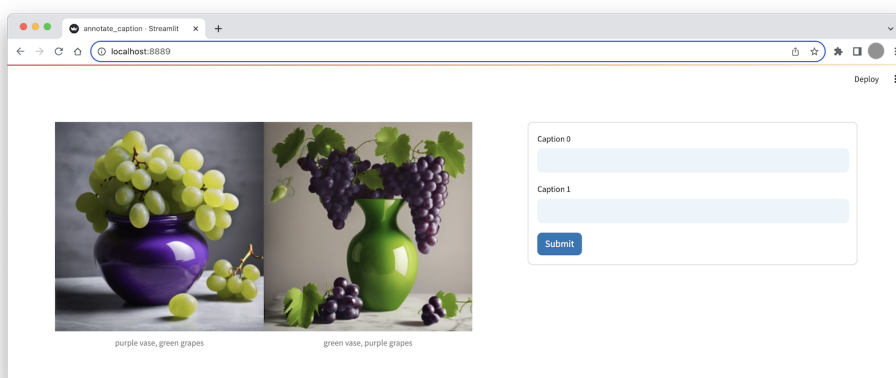 annotate_caption · Streamlit
localhost:8889
Deploy
Caption 0
Caption 1
Submit
purple vase, green grapes
green vase, purple grapes